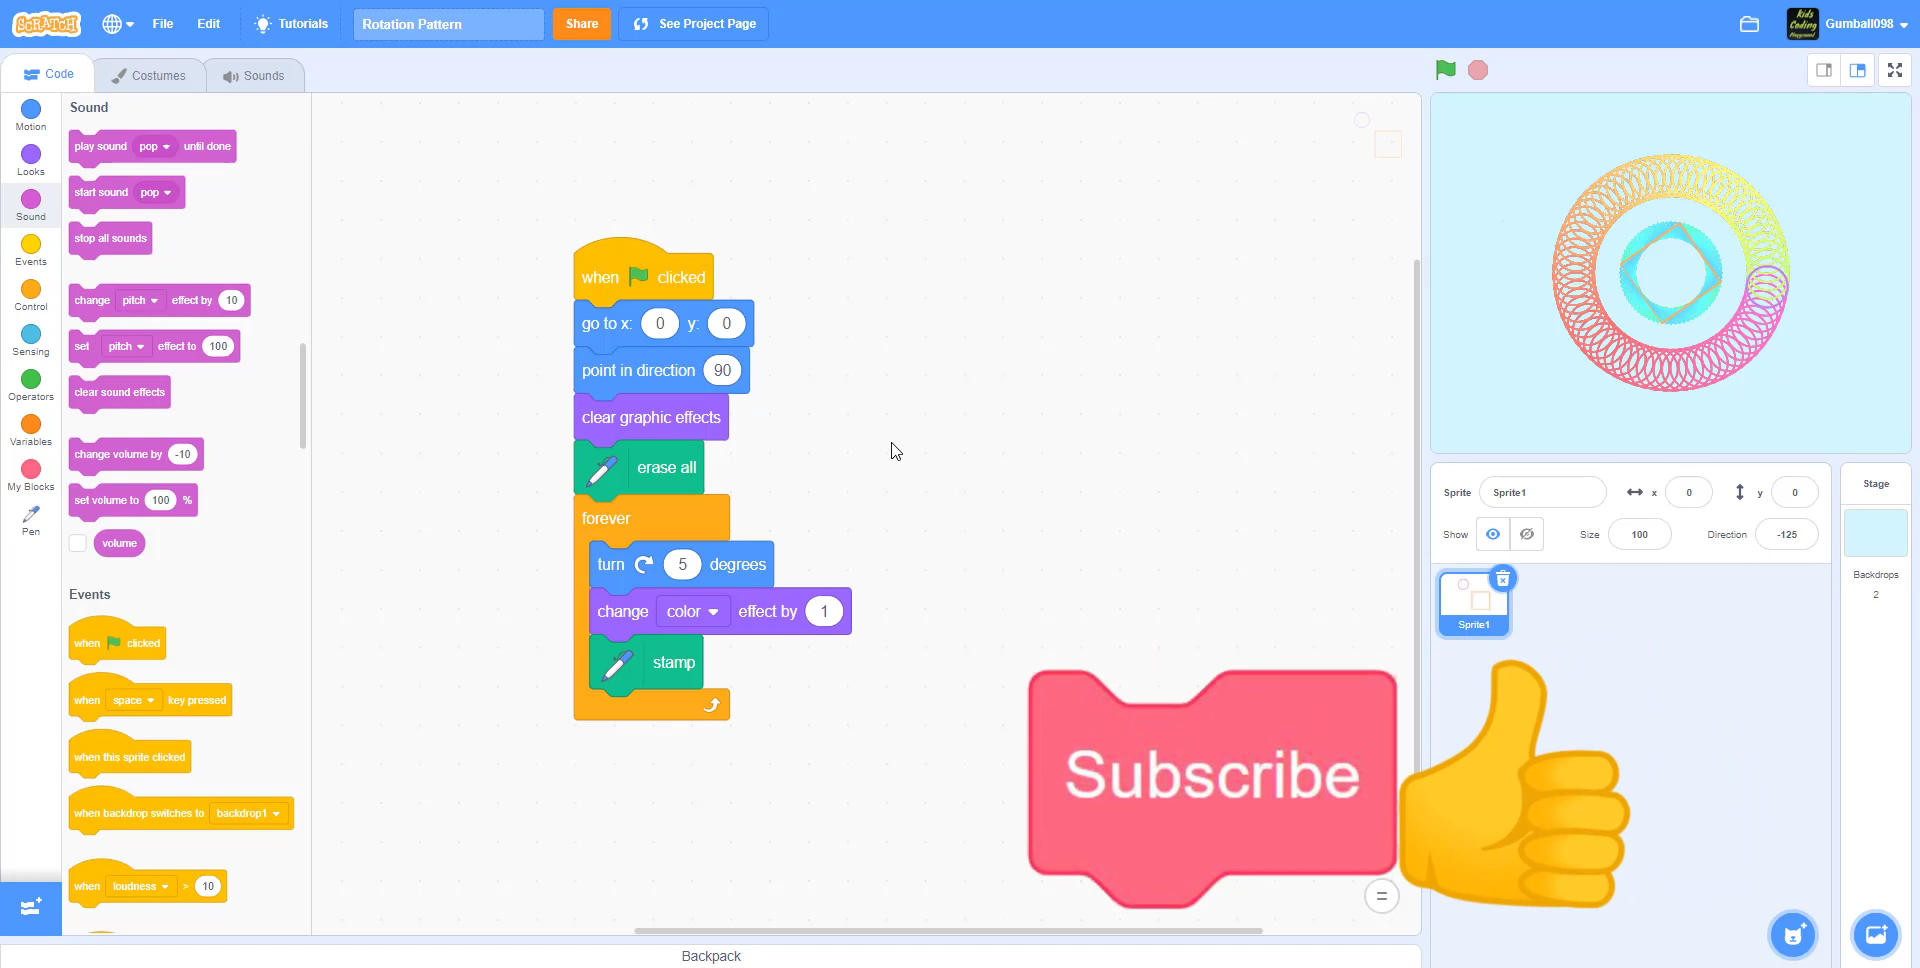 SCRATCH File Edit Tutorials Rotation Pattern Share See Project Page Kids Coding Playground Gumball098
Code Costumes Sounds
Motion
Looks
Sound
Events
Control
Sensing
Operators
Variables
My Blocks
Pen
Sound
play sound pop until done
start sound pop
stop all sounds
change pitch effect by 10
set pitch effect to 100
clear sound effects
change volume by -10
set volume to 100 %
volume
Events
when clicked
when space key pressed
when this sprite clicked
when backdrop switches to backdrop1
when loudness > 10
when clicked
go to x: 0 y: 0
point in direction 90
clear graphic effects
erase all
forever
turn 5 degrees
change color effect by 1
stamp
Subscribe
=
Backpack
Sprite Sprite1 x 0 y 0
Show Size 100 Direction -125
Sprite1
Stage
Backdrops
2